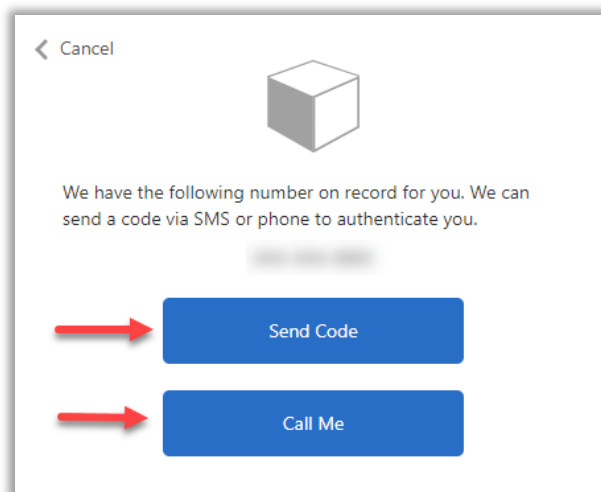 Cancel
We have the following number on record for you. We can
send a code via SMS or phone to authenticate you.
Send Code
Call Me